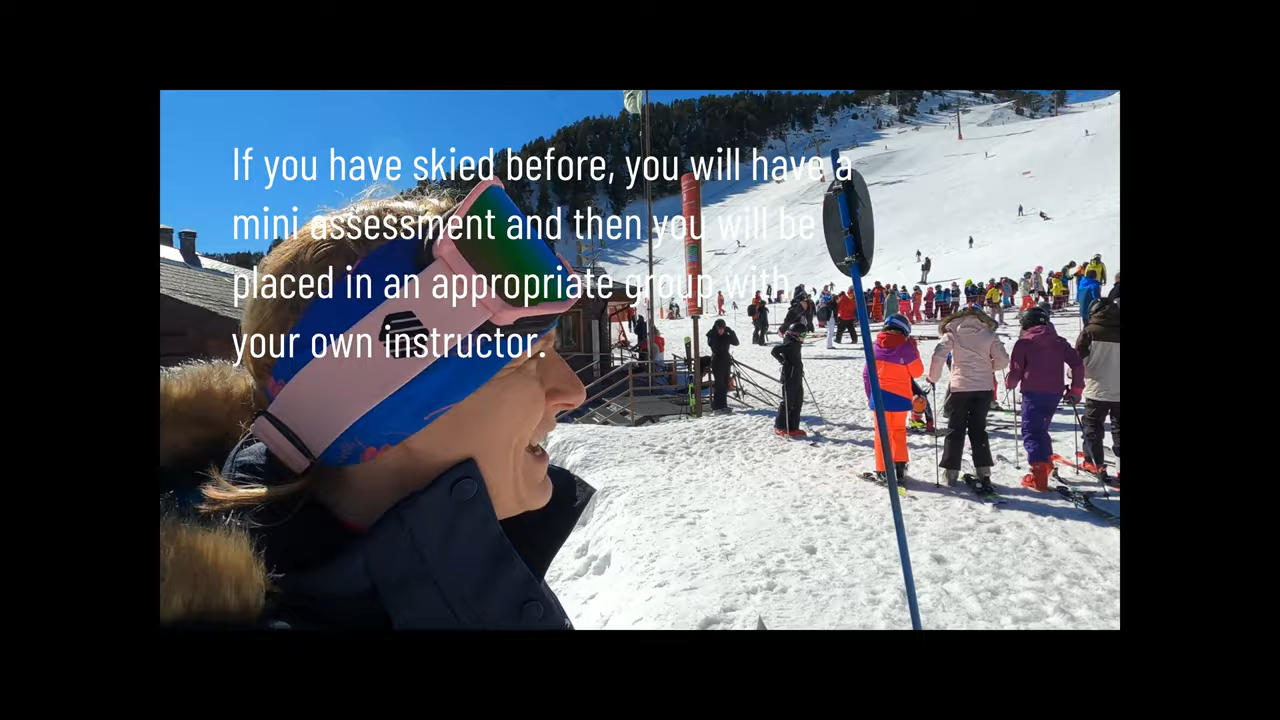 If you have skied before, you will have a
mini assessment and then you will be
placed in an appropriate group with
your own instructor.